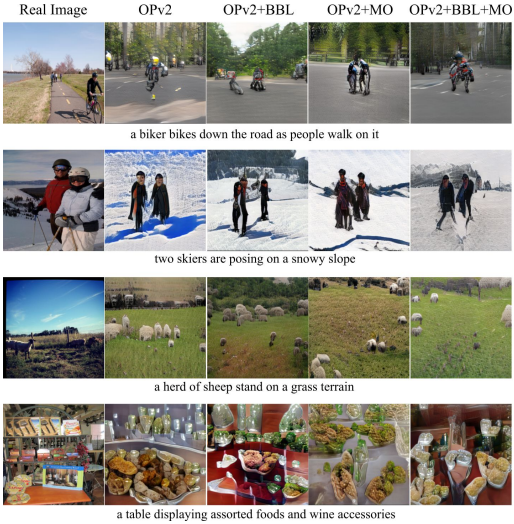 Real Image OPv2 OPv2+BBL OPv2+MO OPv2+BBL+MO
a biker bikes down the road as people walk on it
two skiers are posing on a snowy slope
a herd of sheep stand on a grass terrain
a table displaying assorted foods and wine accessories